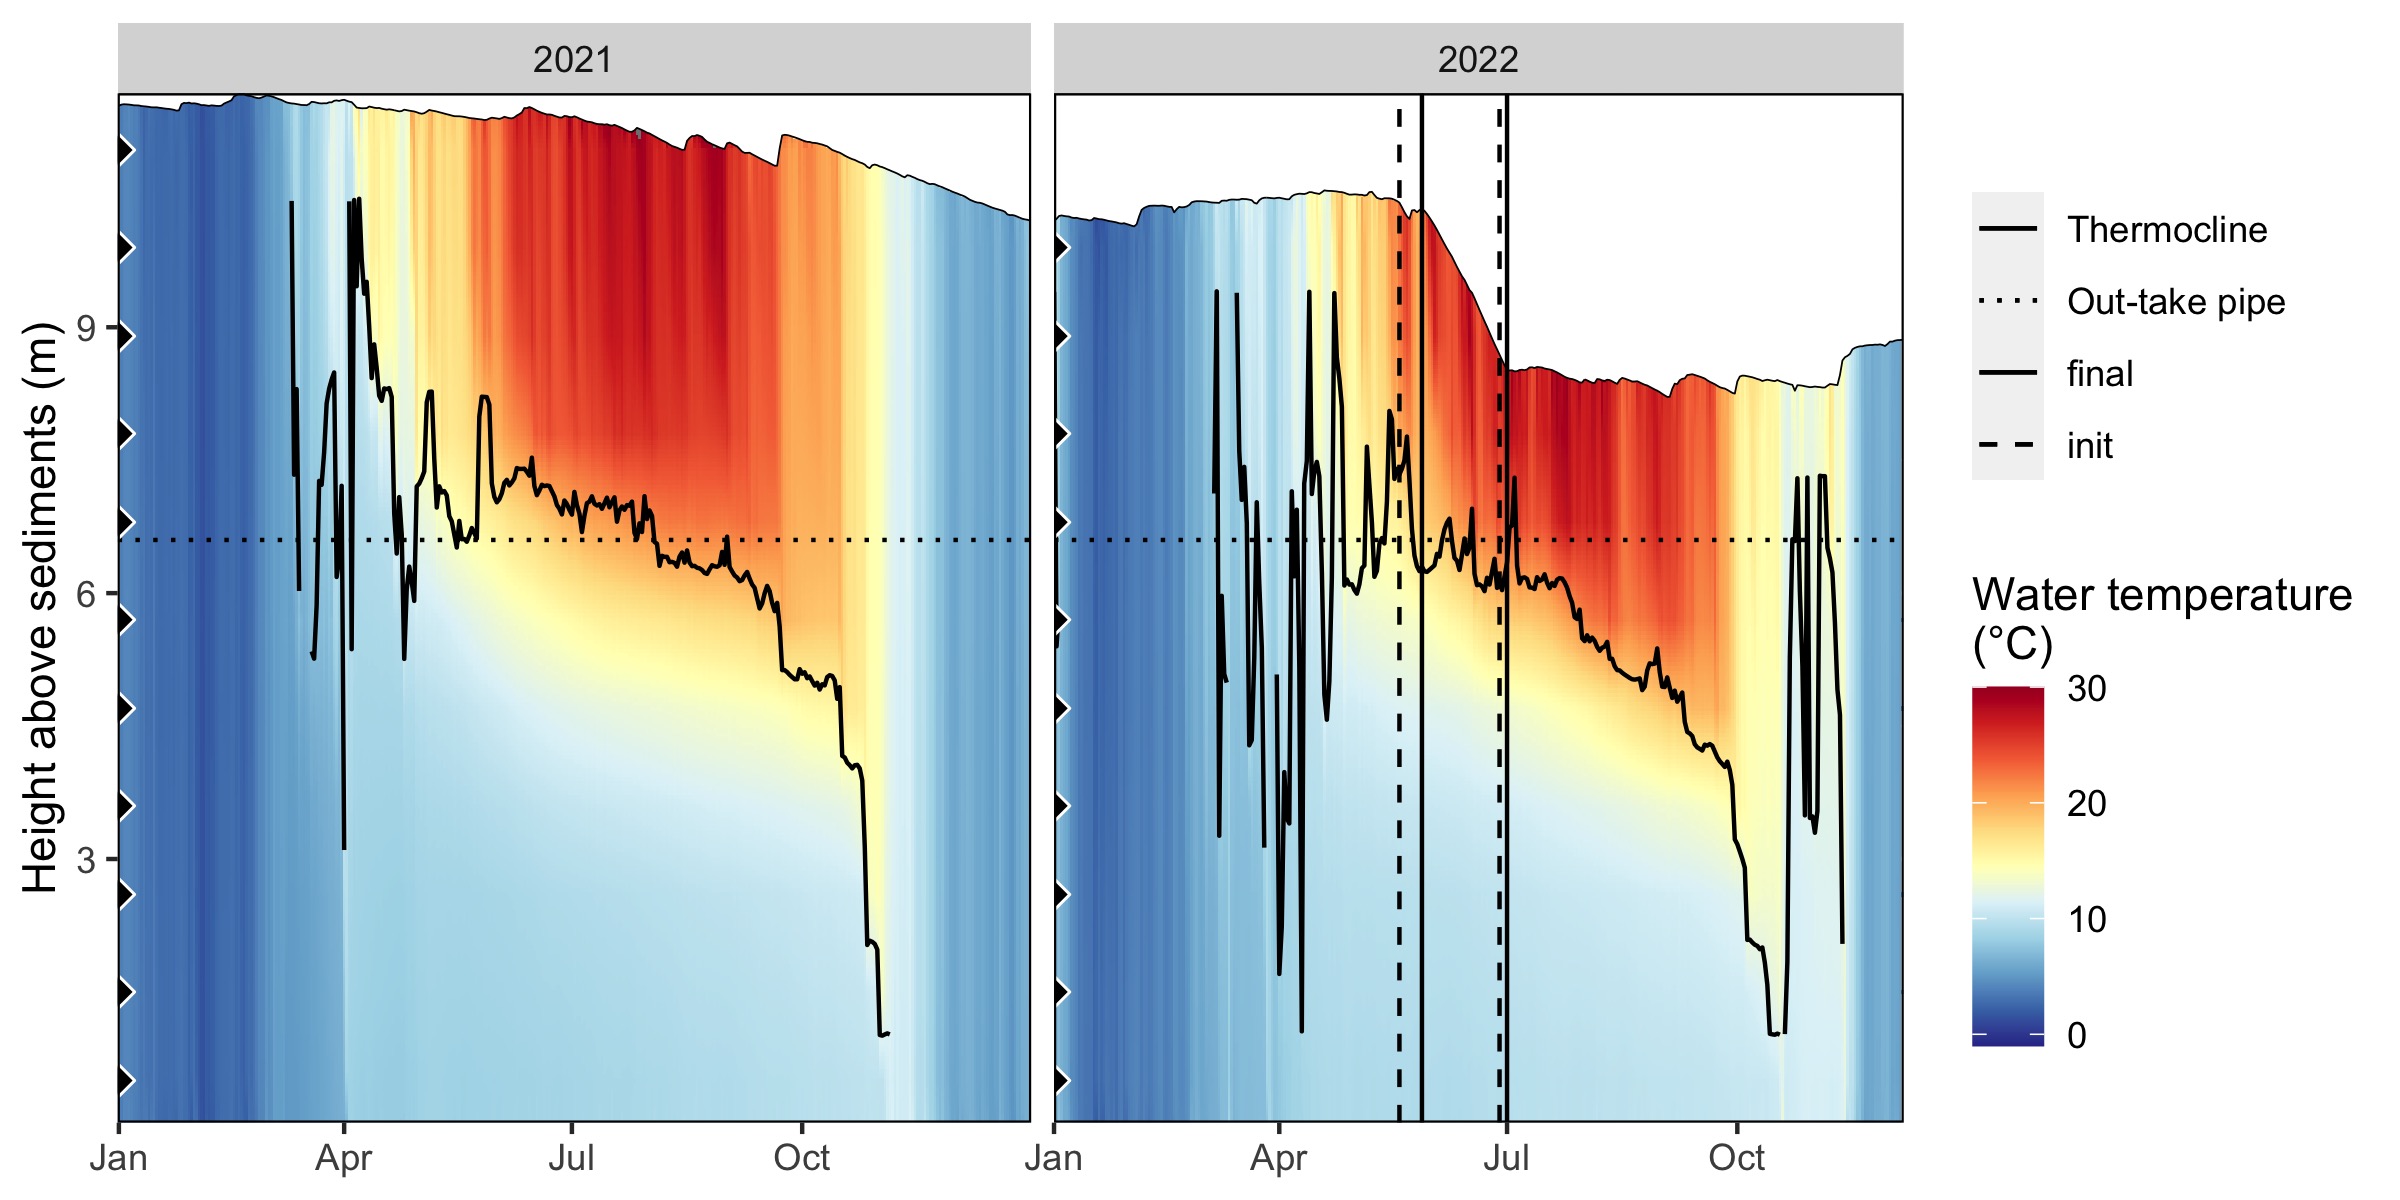 2021
2022
Height above sediments (m)
9
6
3
Jan
Apr
Jul
Oct
Jan
Apr
Jul
Oct
Thermocline
Out-take pipe
final
init
Water temperature
(°C)
30
20
10
0